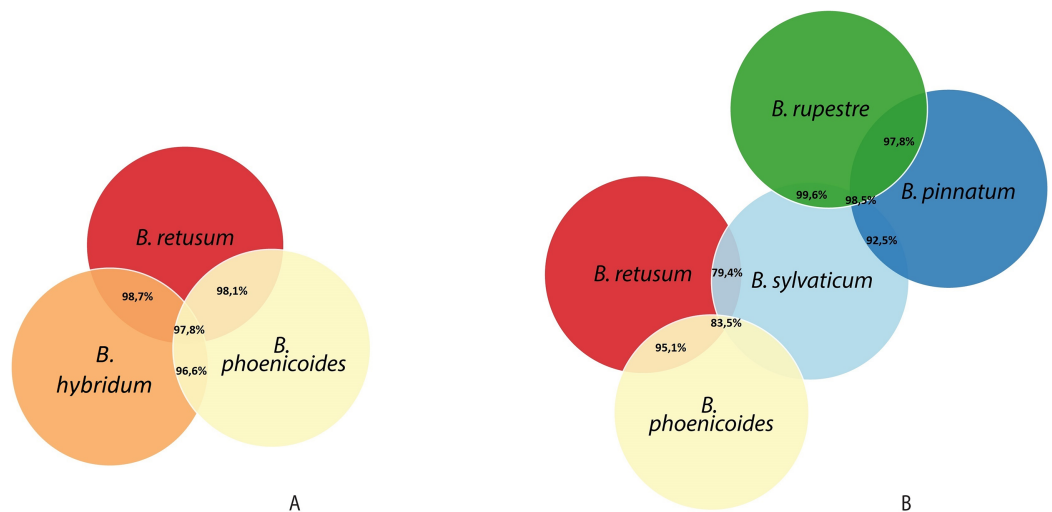 B. retusum
98,7%
98,1%
97,8%
96,6%
B.
hybridum
B.
phoenicoides
A
B. rupestre
97,8%
99,6%
98,5%
B. pinnatum
92,5%
B. retusum
79,4%
B. sylvaticum
83,5%
95,1%
B.
phoenicoides
B